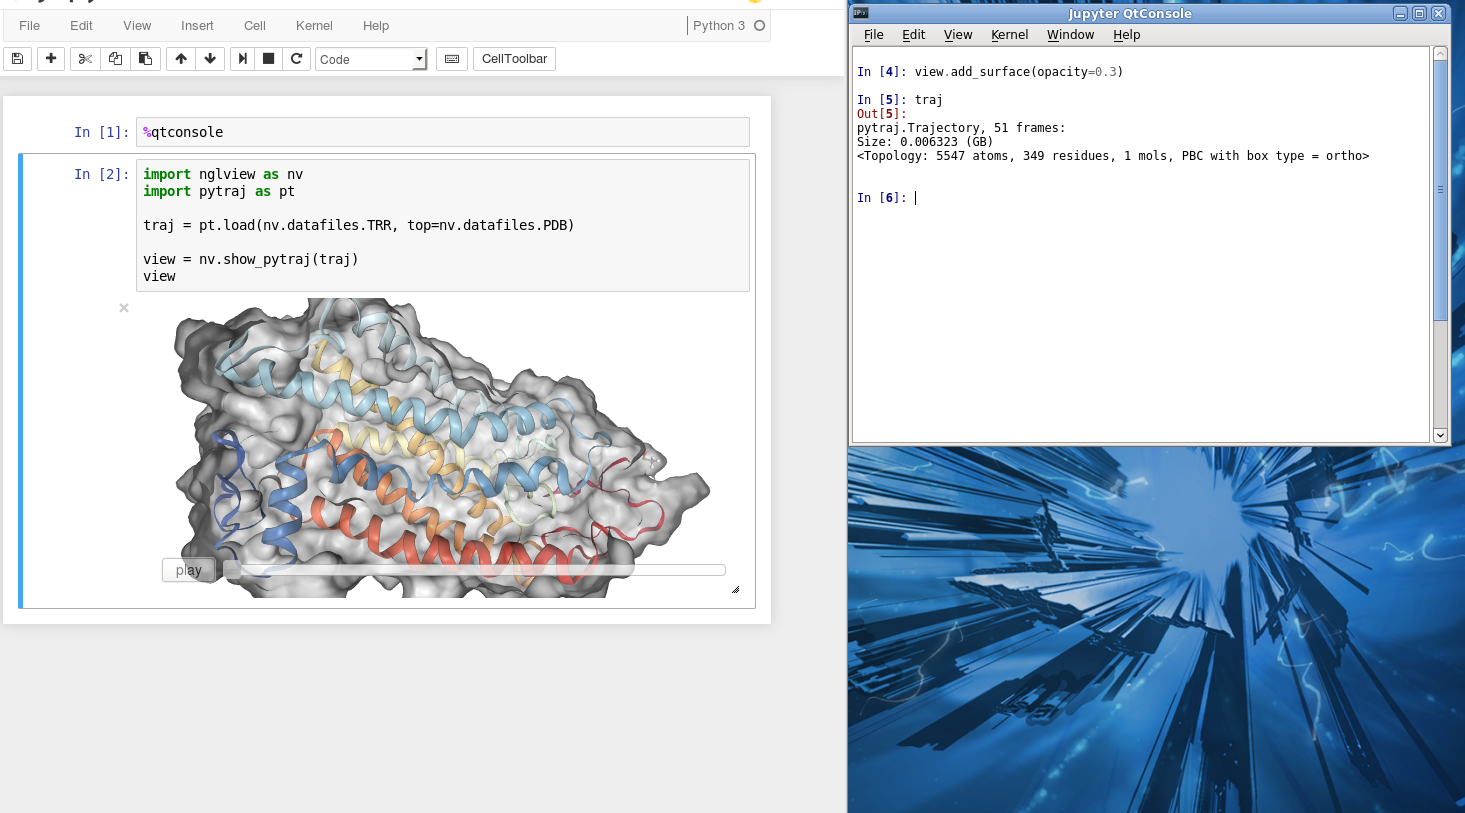 File Edit View Insert Cell Kernel Help Python 3
Code CellToolbar
In [1]: %qtconsole
In [2]: import nglview as nv
import pytraj as pt
traj = pt.load(nv.datafiles.TRR, top=nv.datafiles.PDB)
view = nv.show_pytraj(traj)
view
play
Jupyter QtConsole
File Edit View Kernel Window Help
In [4]: view.add_surface(opacity=0.3)
In [5]: traj
Out[5]:
pytraj.Trajectory, 51 frames:
Size: 0.006323 (GB)
<Topology: 5547 atoms, 349 residues, 1 mols, PBC with box type = ortho>
In [6]: